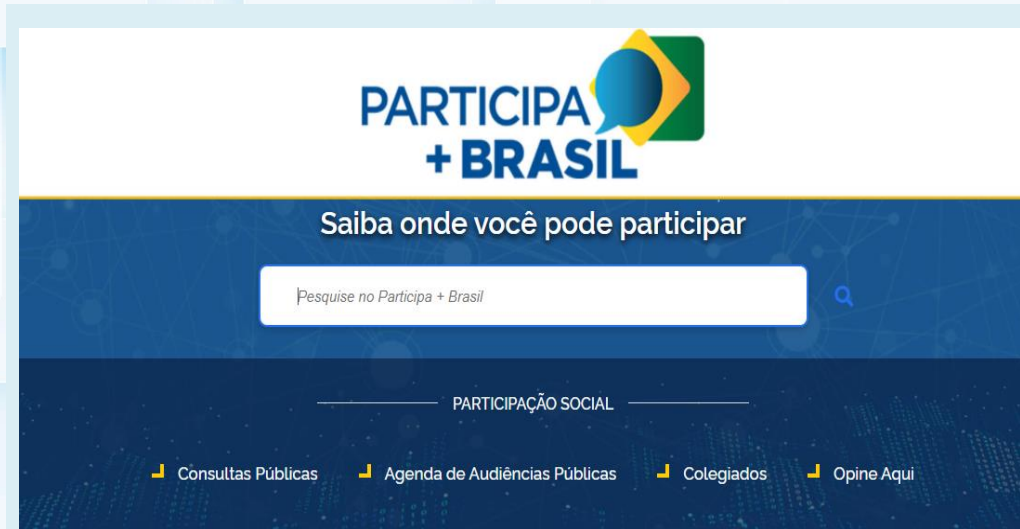 PARTICIPA
+ BRASIL
Saiba onde você pode participar
Pesquise no Participa + Brasil
PARTICIPAÇÃO SOCIAL
Consultas Públicas Agenda de Audiências Públicas Colegiados Opine Aqui